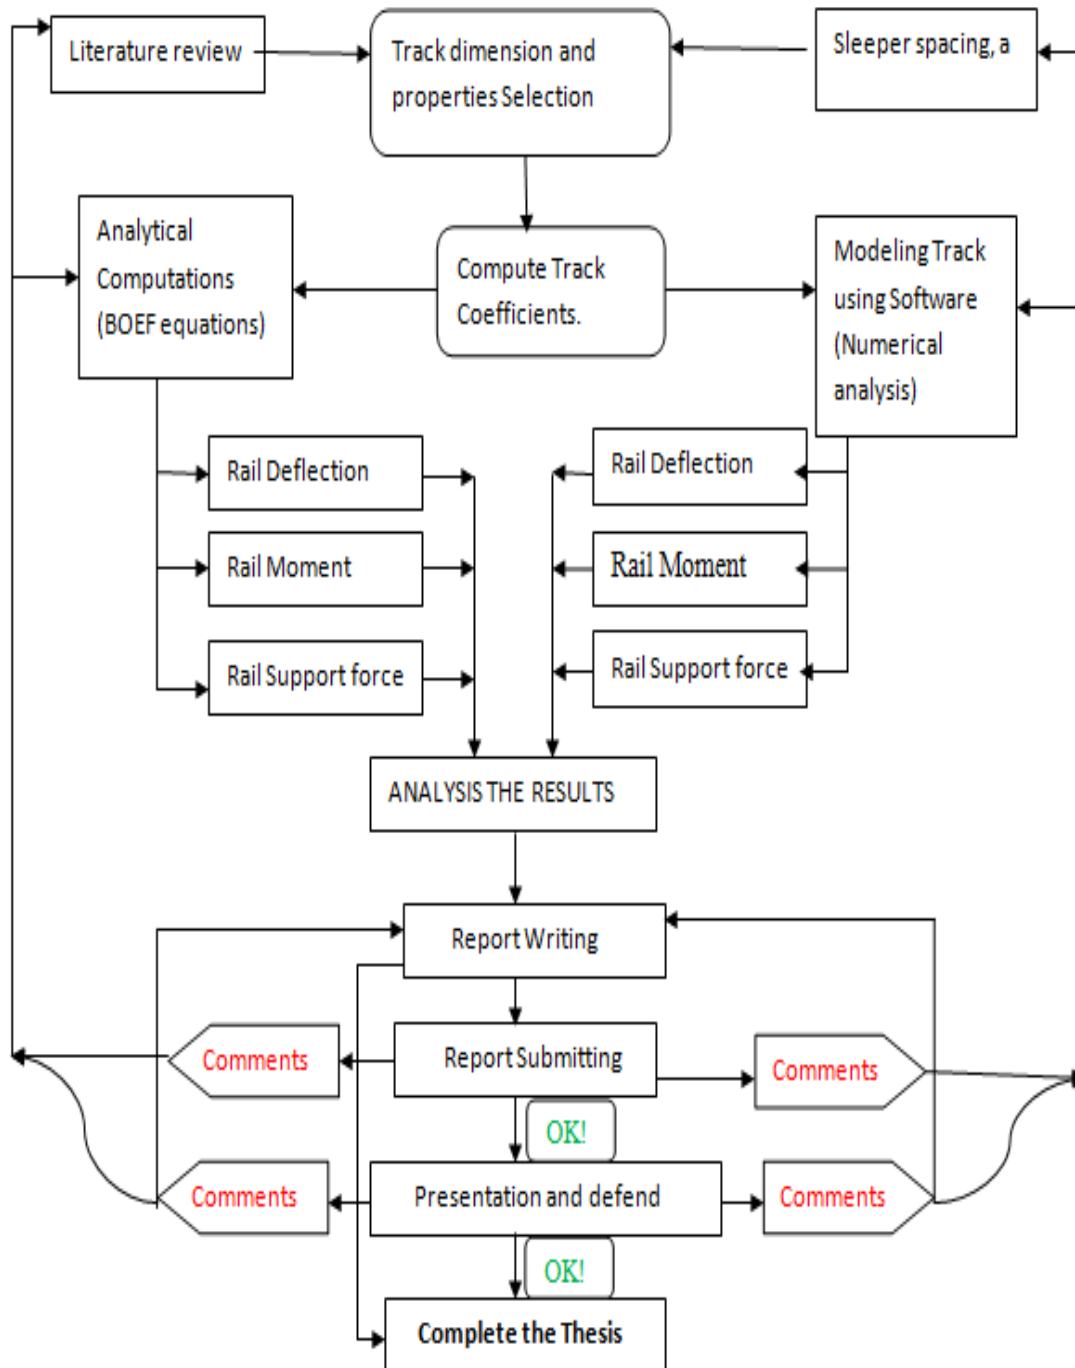 Literature review
Track dimension and
properties Selection
Sleeper spacing, a
Analytical
Computations
(BOEF equations)
Compute Track
Coefficients.
Modeling Track
using Software
(Numerical
analysis)
Rail Deflection
Rail Deflection
Rail Moment
Rail Moment
Rail Support force
Rail Support force
ANALYSIS THE RESULTS
Report Writing
Comments
Report Submitting
Comments
OK!
Comments
Presentation and defend
Comments
OK!
Complete the Thesis